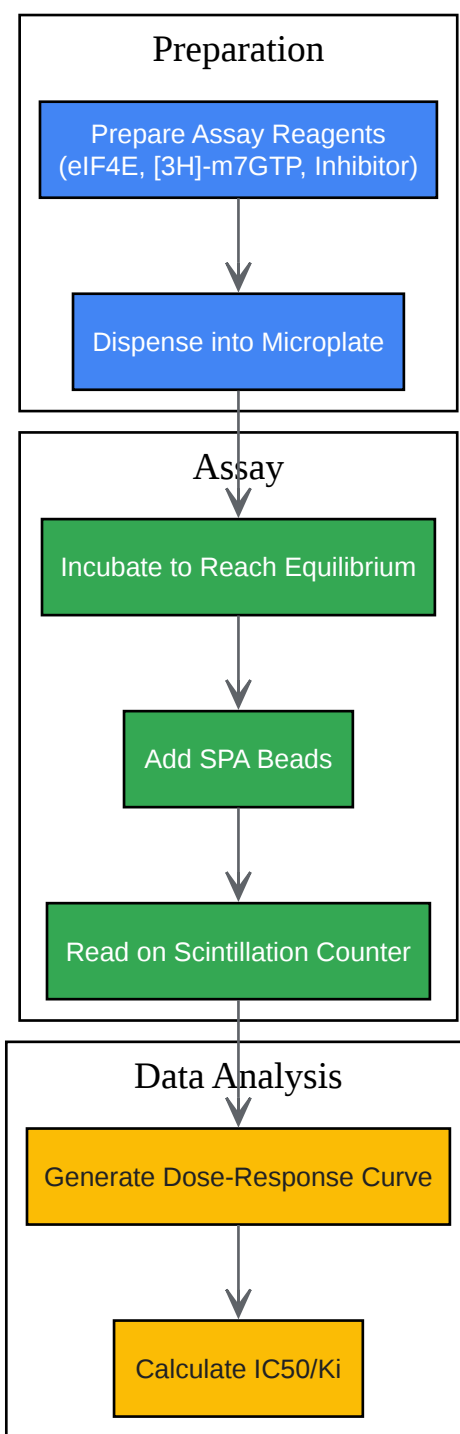 Preparation
Prepare Assay Reagents
(eIF4E, [3H]-m7GTP, Inhibitor)
Dispense into Microplate
Assay
Incubate to Reach Equilibrium
Add SPA Beads
Read on Scintillation Counter
Data Analysis
Generate Dose-Response Curve
Calculate IC50/Ki